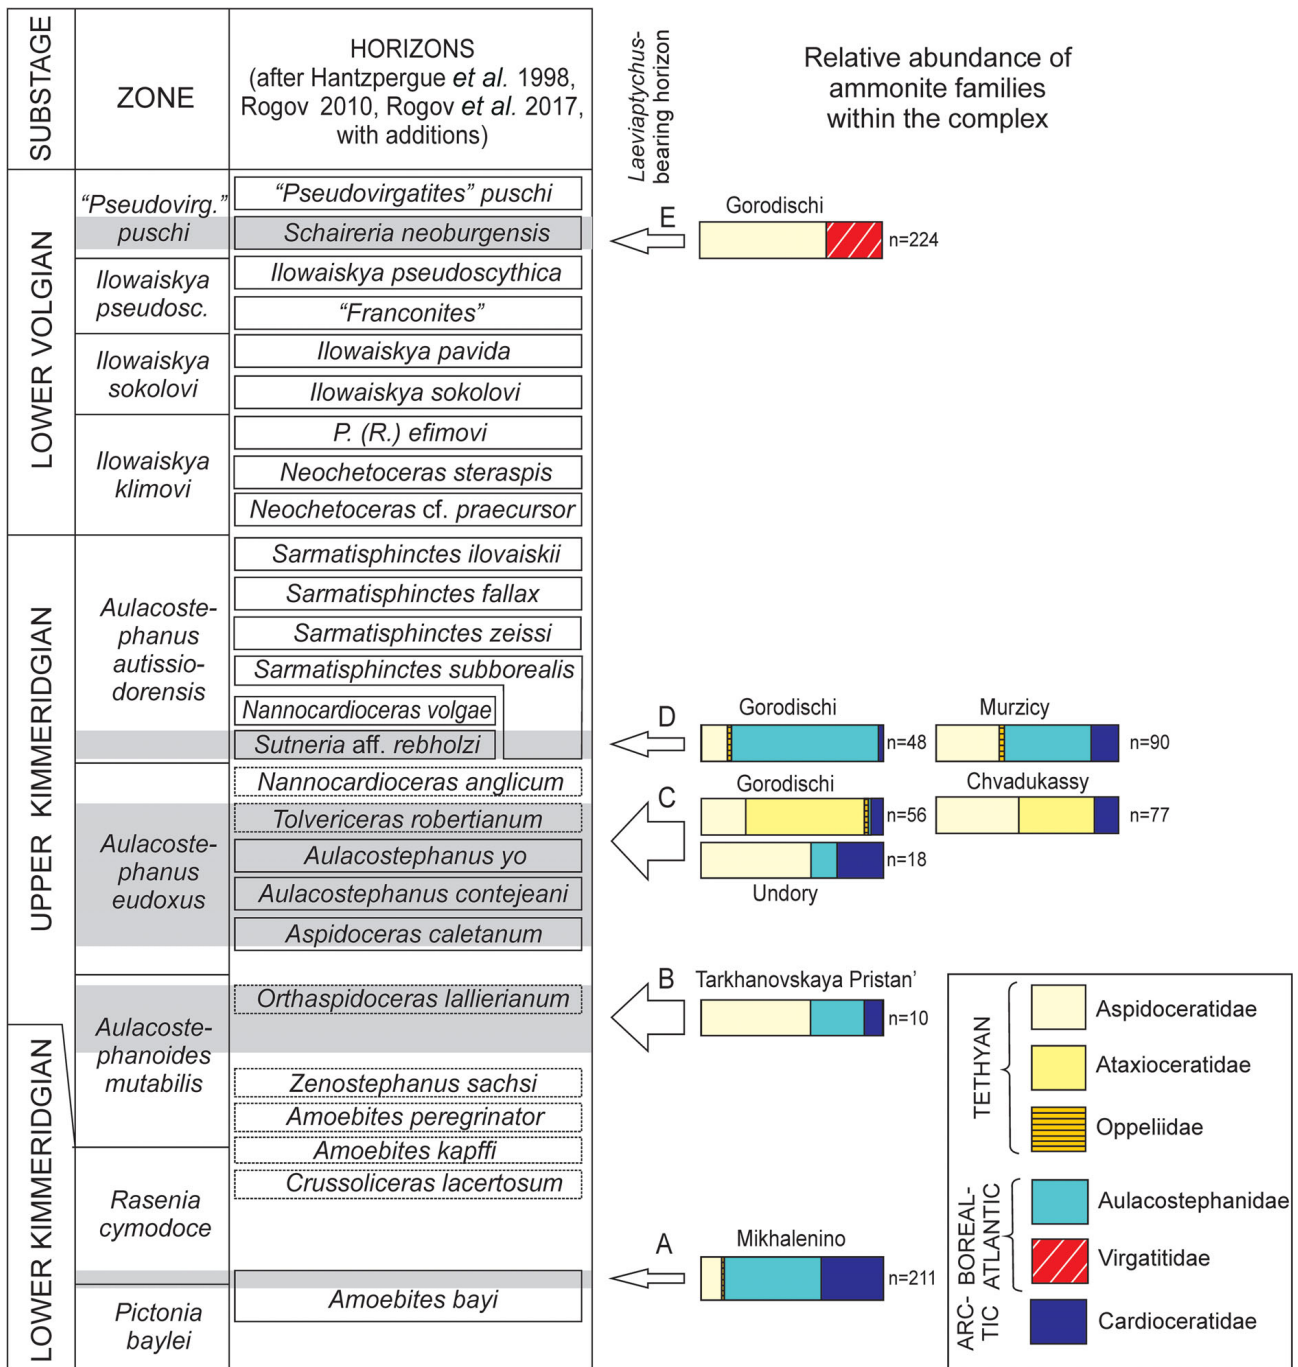 SUBSTAGE
ZONE
HORIZONS
(after Hantzpergue et al. 1998,
Rogov 2010, Rogov et al. 2017,
with additions)
Laeviaptychus-
bearing horizon
Relative abundance of
ammonite families
within the complex
LOWER VOLGIAN
“Pseudovirg.”
puschi
“Pseudovirgatites” puschi
Schaireria neoburgensis
E
Gorodischi
n=224
Ilowaiskya
pseudosc.
Ilowaiskya pseudoscythica
“Franconites”
Ilowaiskya
sokolovi
Ilowaiskya pavida
Ilowaiskya sokolovi
Ilowaiskya
klimovi
P. (R.) efimovi
Neochetoceras steraspis
Neochetoceras cf. praecursor
UPPER KIMMERIDGIAN
Aulacoste-
phanus
autissio-
dorensis
Sarmatisphinctes ilovaiskii
Sarmatisphinctes fallax
Sarmatisphinctes zeissi
Sarmatisphinctes subborealis
Nannocardioceras volgae
Sutneria aff. rebholzi
D
Gorodischi
n=48
Murzicy
n=90
Aulacoste-
phanus
eudoxus
Nannocardioceras anglicum
Tolvericeras robertianum
Aulacostephanus yo
Aulacostephanus contejeani
Aspidoceras caletanum
C
Gorodischi
n=56
Chvadukassy
n=77
n=18
Undory
Aulacoste-
phanoides
mutabilis
Orthaspidoceras lallierianum
Zenostephanus sachsi
Amoebites peregrinator
B
Tarkhanovskaya Pristan’
n=10
LOWER KIMMERIDGIAN
Rasenia
cymodoce
Amoebites kapffi
Crussoliceras lacertosum
Pictonia
baylei
Amoebites bayi
A
Mikhalenino
n=211
TETHYAN
Aspidoceratidae
Ataxioceratidae
Oppeliidae
BOREAL-
ATLANTIC
Aulacostephanidae
Virgatitidae
ARC-
TIC
Cardioceratidae